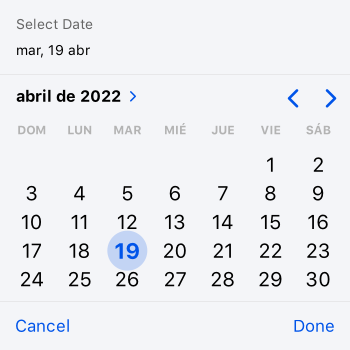 Select Date
mar, 19 abr
abril de 2022
DOM LUN MAR MIÉ JUE VIE SÁB
1 2
3 4 5 6 7 8 9
10 11 12 13 14 15 16
17 18 19 20 21 22 23
24 25 26 27 28 29 30
Cancel Done